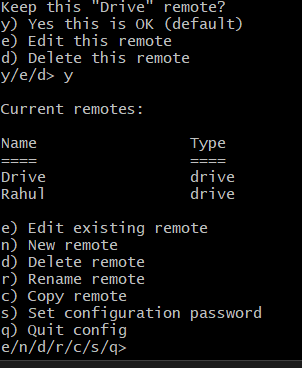 Keep this "Drive" remote?
y) Yes this is OK (default)
e) Edit this remote
d) Delete this remote
y/e/d> y
Current remotes:
Name                 Type
====                 ====
Drive                drive
Rahul                drive
e) Edit existing remote
n) New remote
d) Delete remote
r) Rename remote
c) Copy remote
s) Set configuration password
q) Quit config
e/n/d/r/c/s/q>